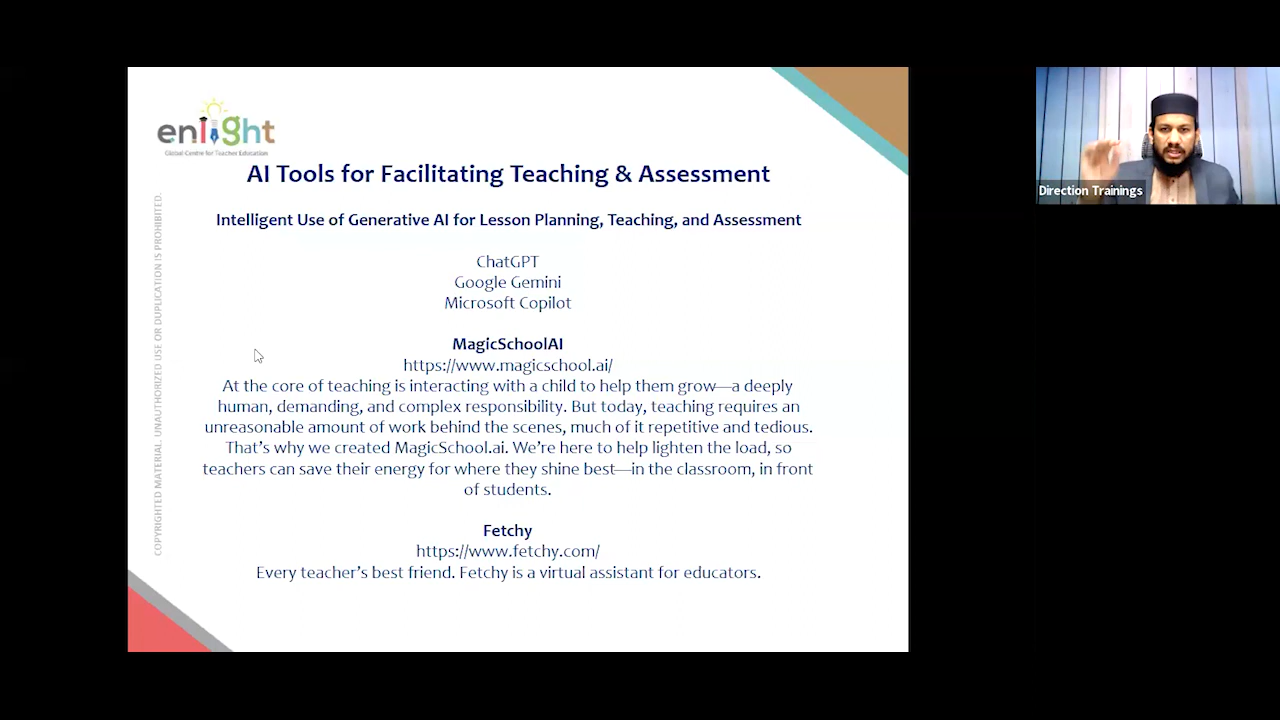 enlight
Global Centre for Teacher Education
AI Tools for Facilitating Teaching & Assessment
Intelligent Use of Generative AI for Lesson Planning, Teaching, and Assessment
ChatGPT
Google Gemini
Microsoft Copilot
MagicSchoolAI
https://www.magicschool.ai/
At the core of teaching is interacting with a child to help them grow—a deeply
human, demanding, and complex responsibility. But today, teaching requires an
unreasonable amount of work behind the scenes, much of it repetitive and tedious.
That's why we created MagicSchool.ai. We're here to help lighten the load, so
teachers can save their energy for where they shine best—in the classroom, in front
of students.
Fetchy
https://www.fetchy.com/
Every teacher's best friend. Fetchy is a virtual assistant for educators.
COPYRIGHTED MATERIAL. UNAUTHORIZED USE OR DUPLICATION IS PROHIBITED.
Direction Trainings